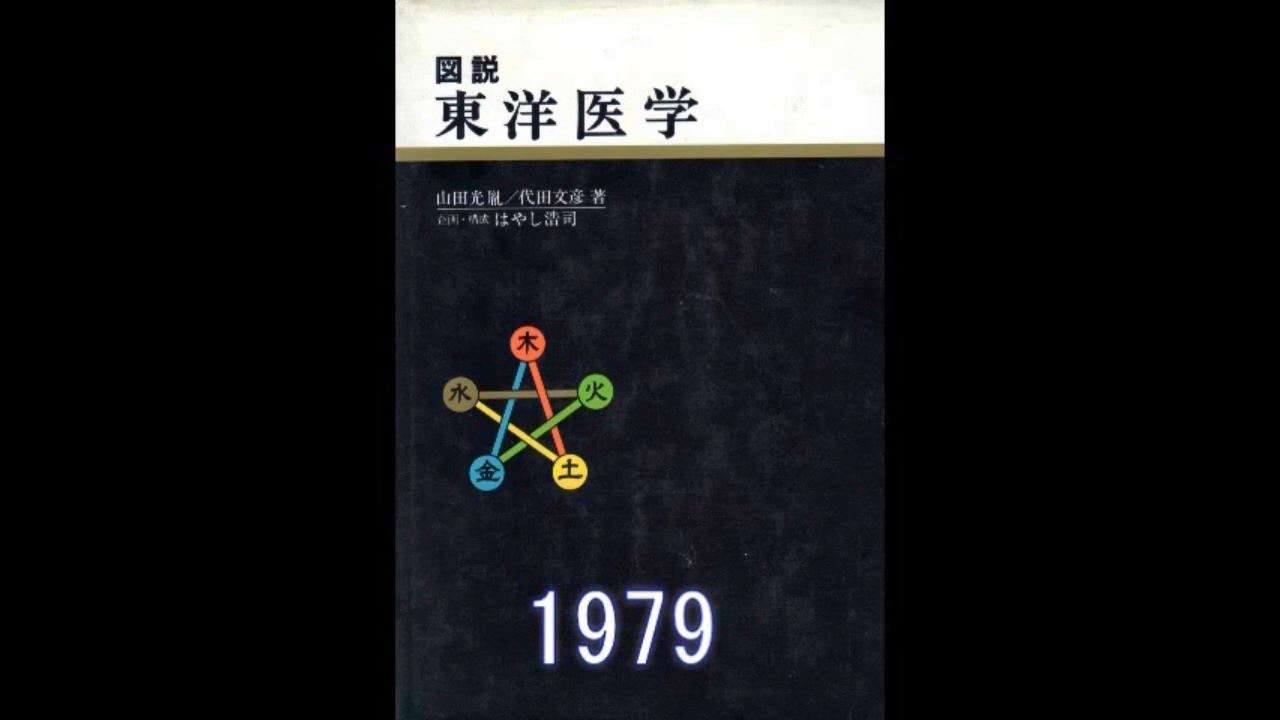 図説
東洋医学
山田光胤／代田文彦 著
企画・構成 はやし浩司
木
水
火
金
土
1979